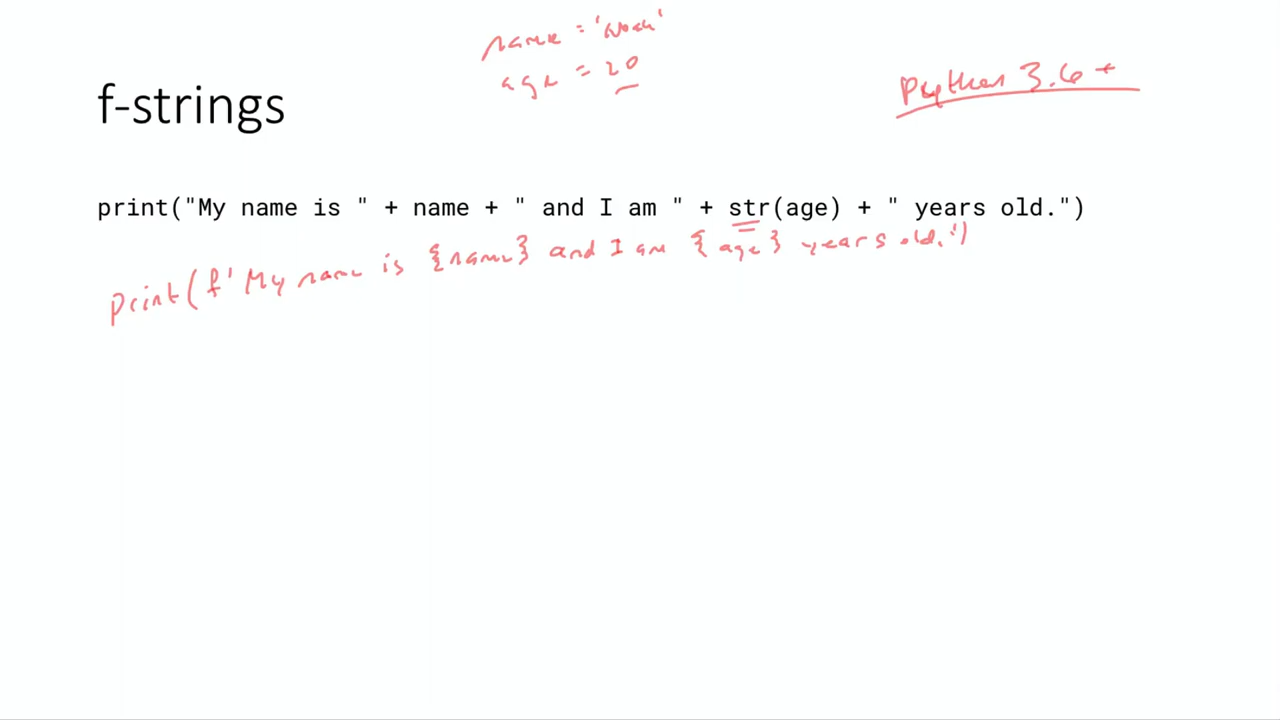 name = 'Noah'
age = 20
Python 3.6 +
f-strings
print("My name is " + name + " and I am " + str(age) + " years old.")
print(f'My name is {name} and I am {age} years old.')